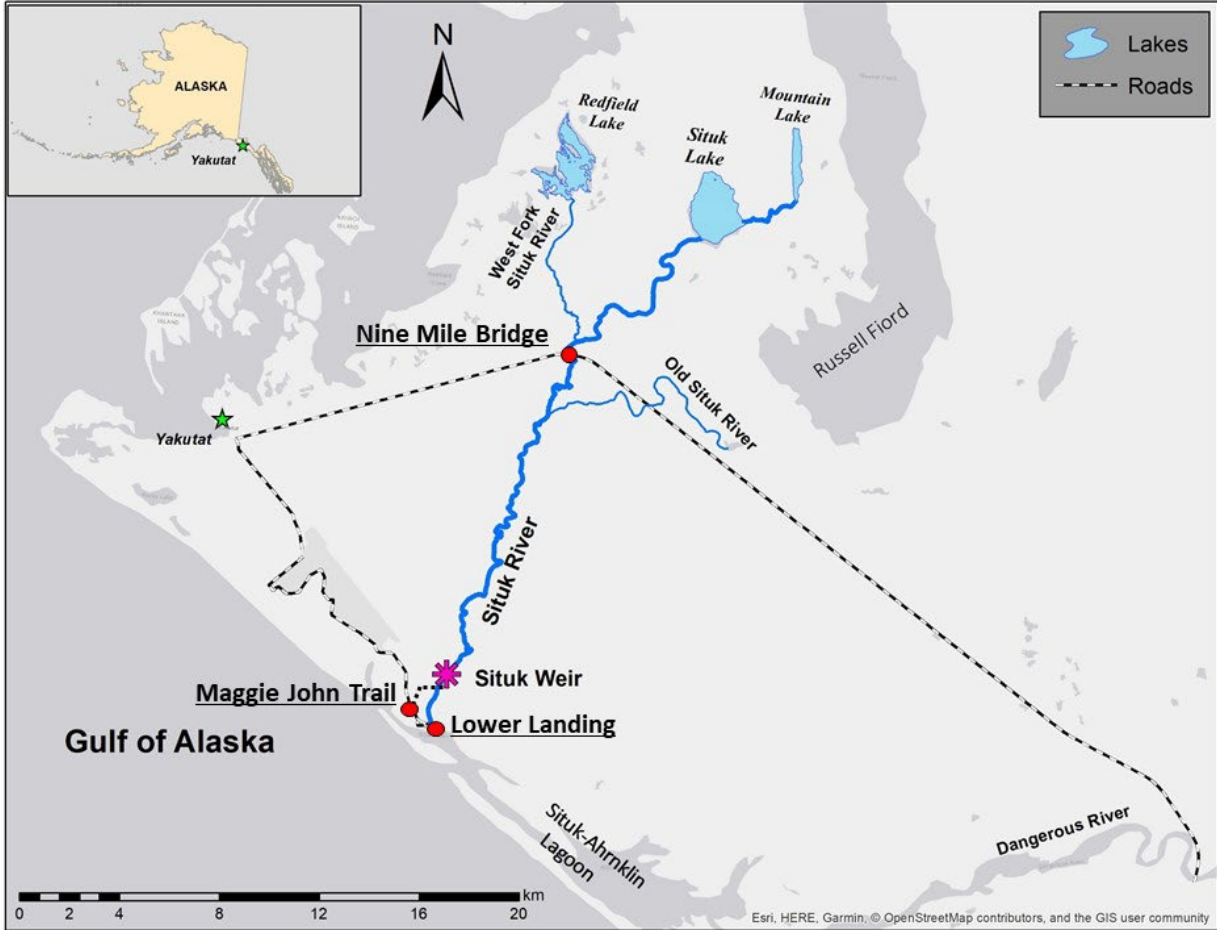 ALASKA
Yakutat
N
Lakes
Roads
Redfield
Lake
Situk
Lake
Mountain
Lake
West Fork
Situk River
KHANTAAK
ISLAND
Nine Mile Bridge
Russell Fiord
Old Situk River
Yakutat
Situk River
Situk Weir
Maggie John Trail
Lower Landing
Gulf of Alaska
Situk-Ahrnklin
Lagoon
Dangerous River
km
0 2 4 8 12 16 20
Esri, HERE, Garmin, © OpenStreetMap contributors, and the GIS user community